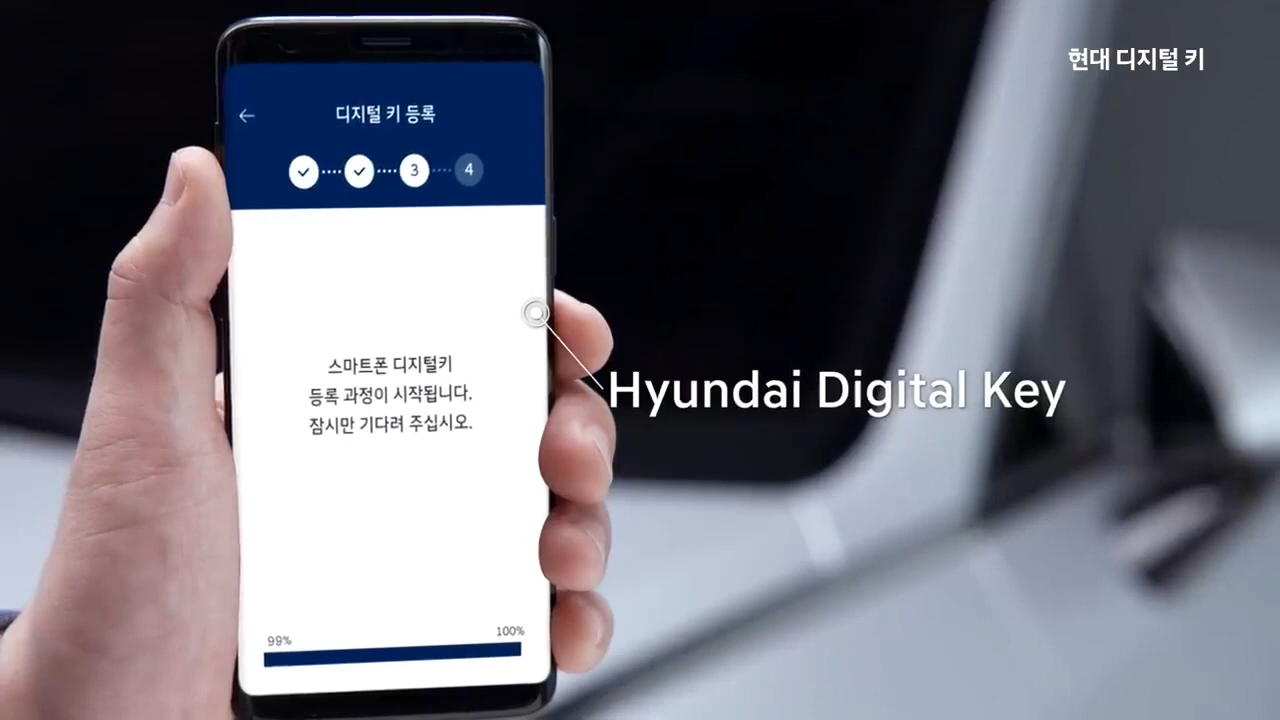 현대 디지털 키
디지털 키 등록
3
4
스마트폰 디지털키
등록 과정이 시작됩니다.
잠시만 기다려 주십시오.
Hyundai Digital Key
99%
100%